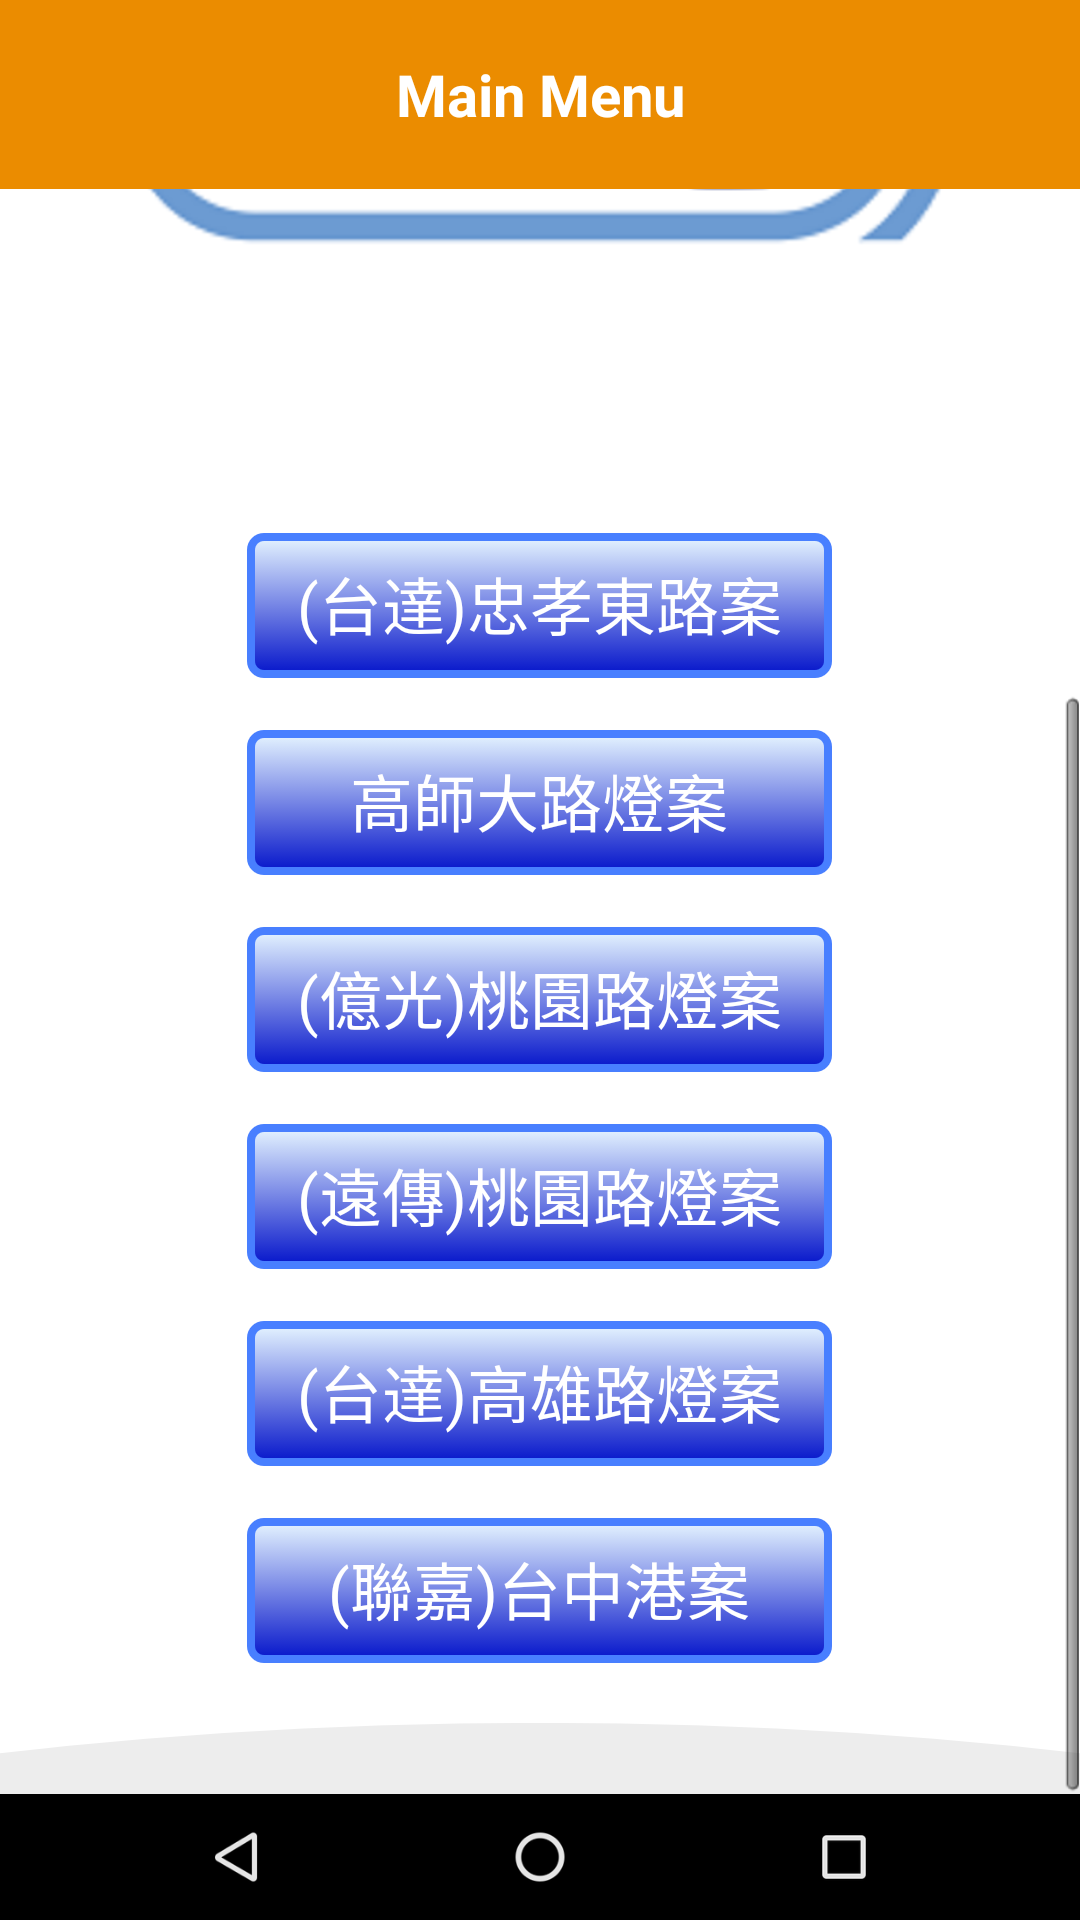 Main Menu
(台達)忠孝東路案
高師大路燈案
(億光)桃園路燈案
(遠傳)桃園路燈案
(台達)高雄路燈案
(聯嘉)台中港案